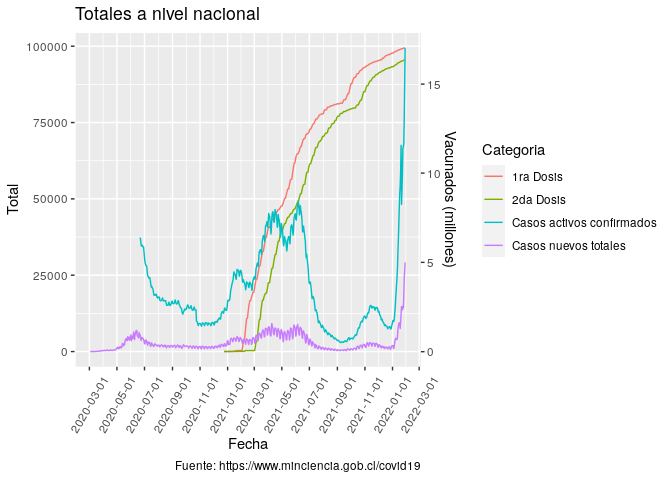 Totales a nivel nacional
Total
100000
75000
50000
25000
0
15
10
5
0
Vacunados (millones)
2020-03-01
2020-05-01
2020-07-01
2020-09-01
2020-11-01
2021-01-01
2021-03-01
2021-05-01
2021-07-01
2021-09-01
2021-11-01
2022-01-01
2022-03-01
Fecha
Fuente: https://www.minciencia.gob.cl/covid19
Categoria
1ra Dosis
2da Dosis
Casos activos confirmados
Casos nuevos totales